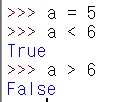 >>> a = 5
>>> a < 6
True
>>> a > 6
False